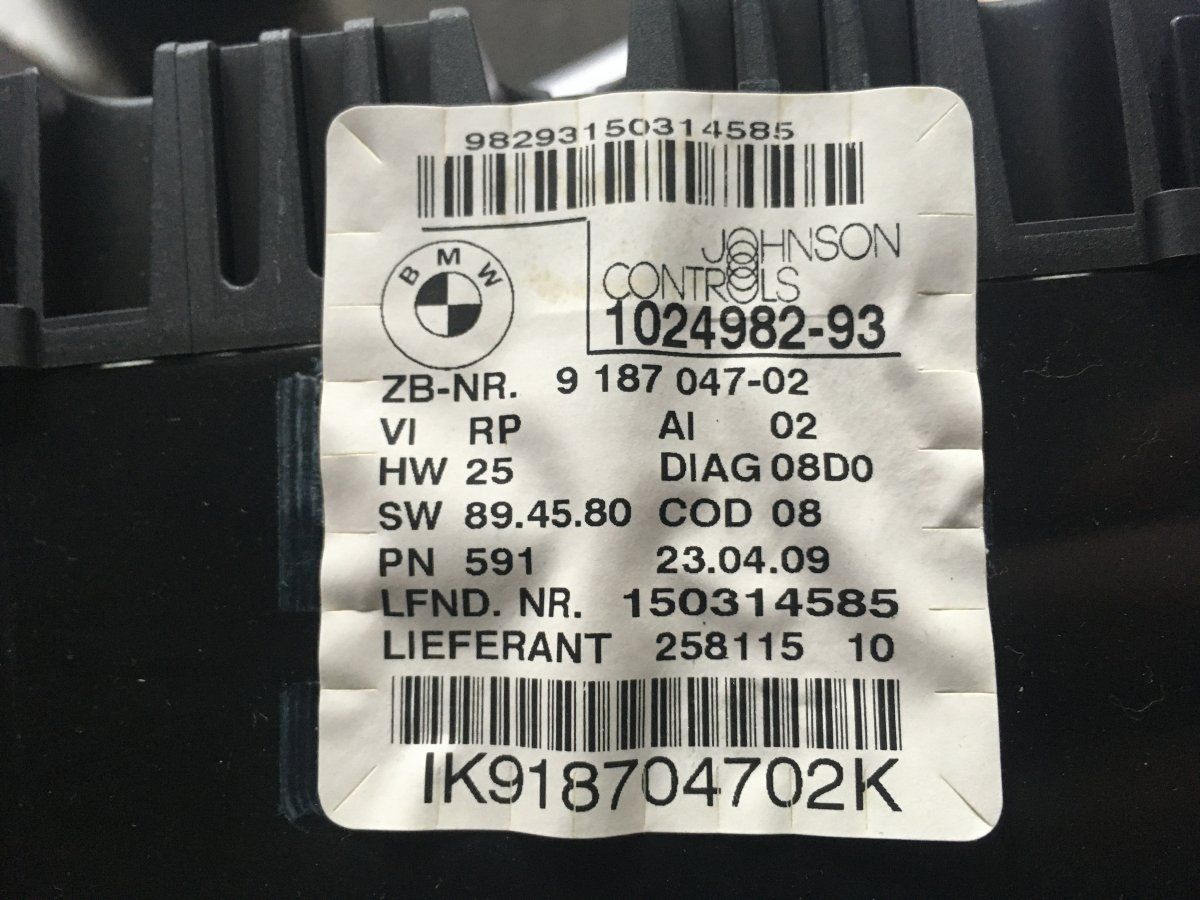 98293150314585
BMW
JOHNSON
CONTROLS
1024982-93
ZB-NR. 9 187 047-02
VI RP AI 02
HW 25 DIAG 08D0
SW 89.45.80 COD 08
PN 591 23.04.09
LFND. NR. 150314585
LIEFERANT 258115 10
IK918704702K